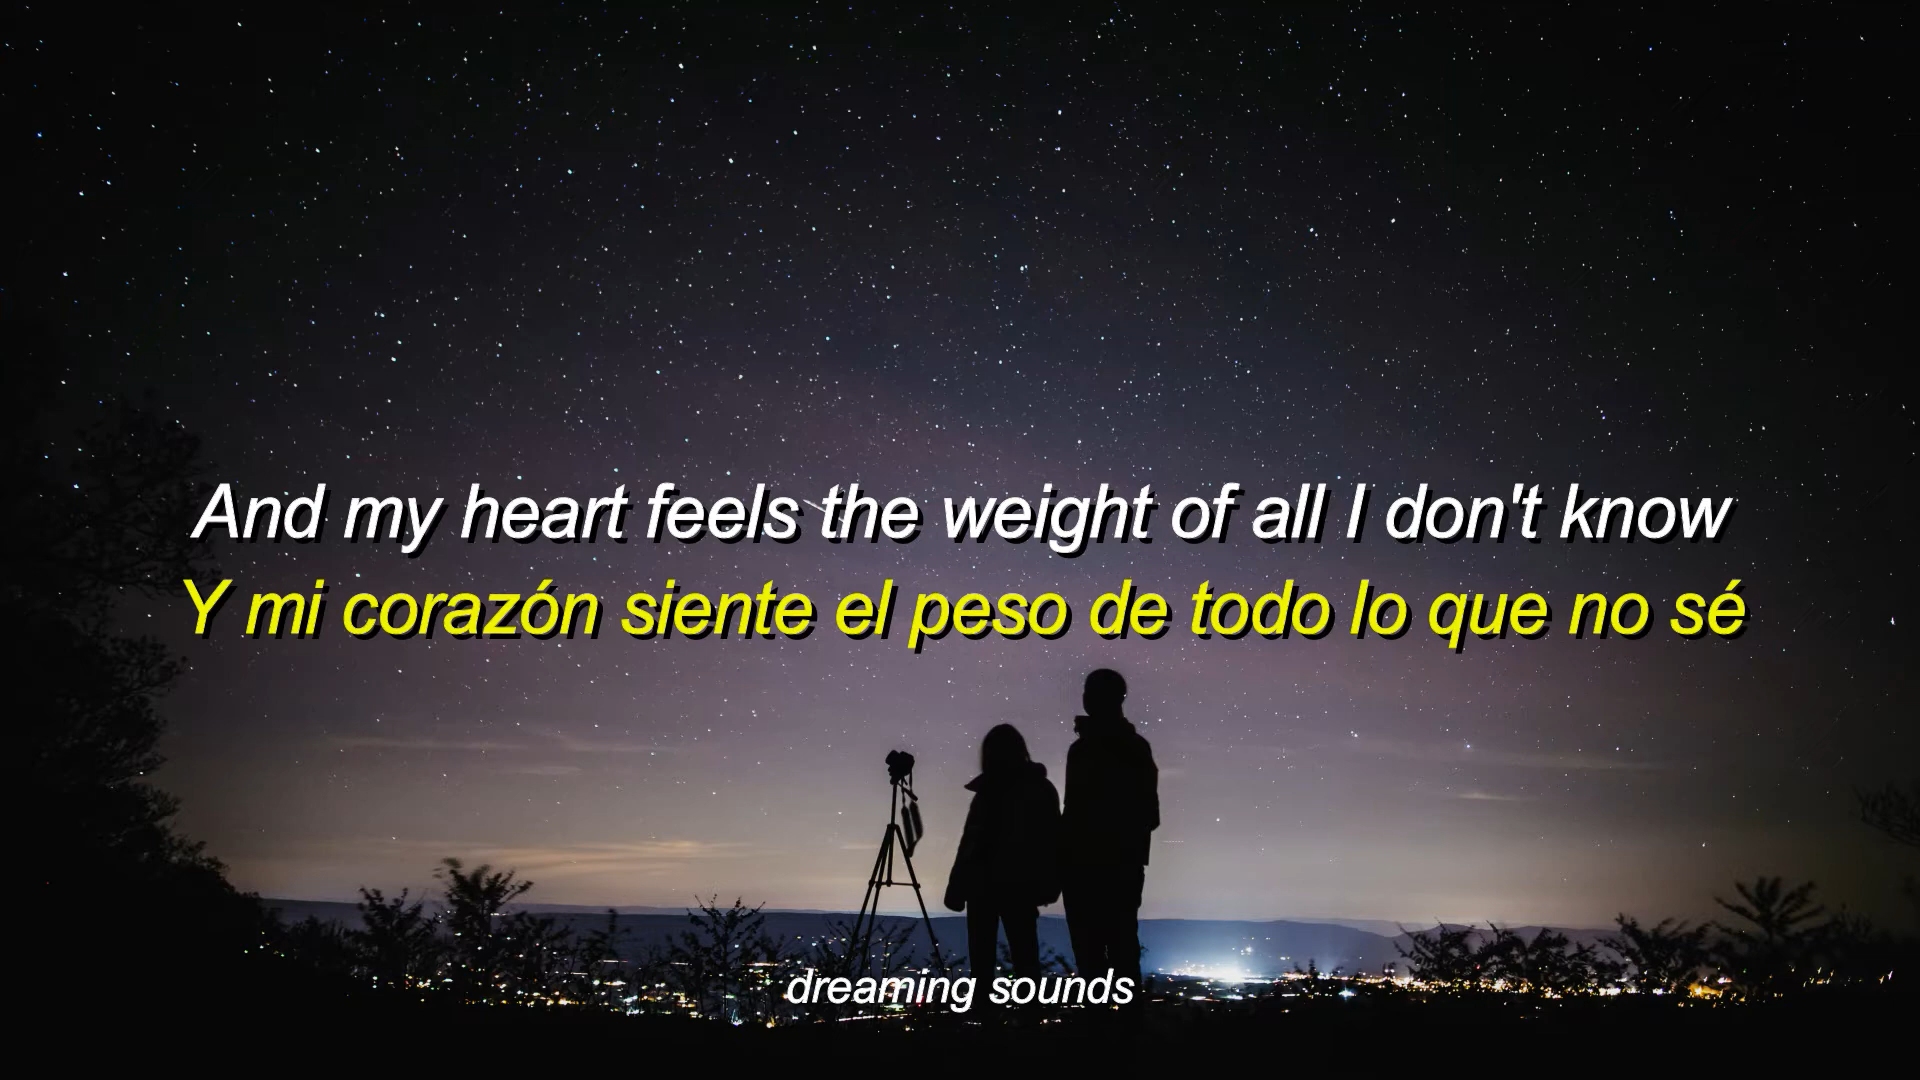 And my heart feels the weight of all I don't know
Y mi corazón siente el peso de todo lo que no sé
dreaming sounds